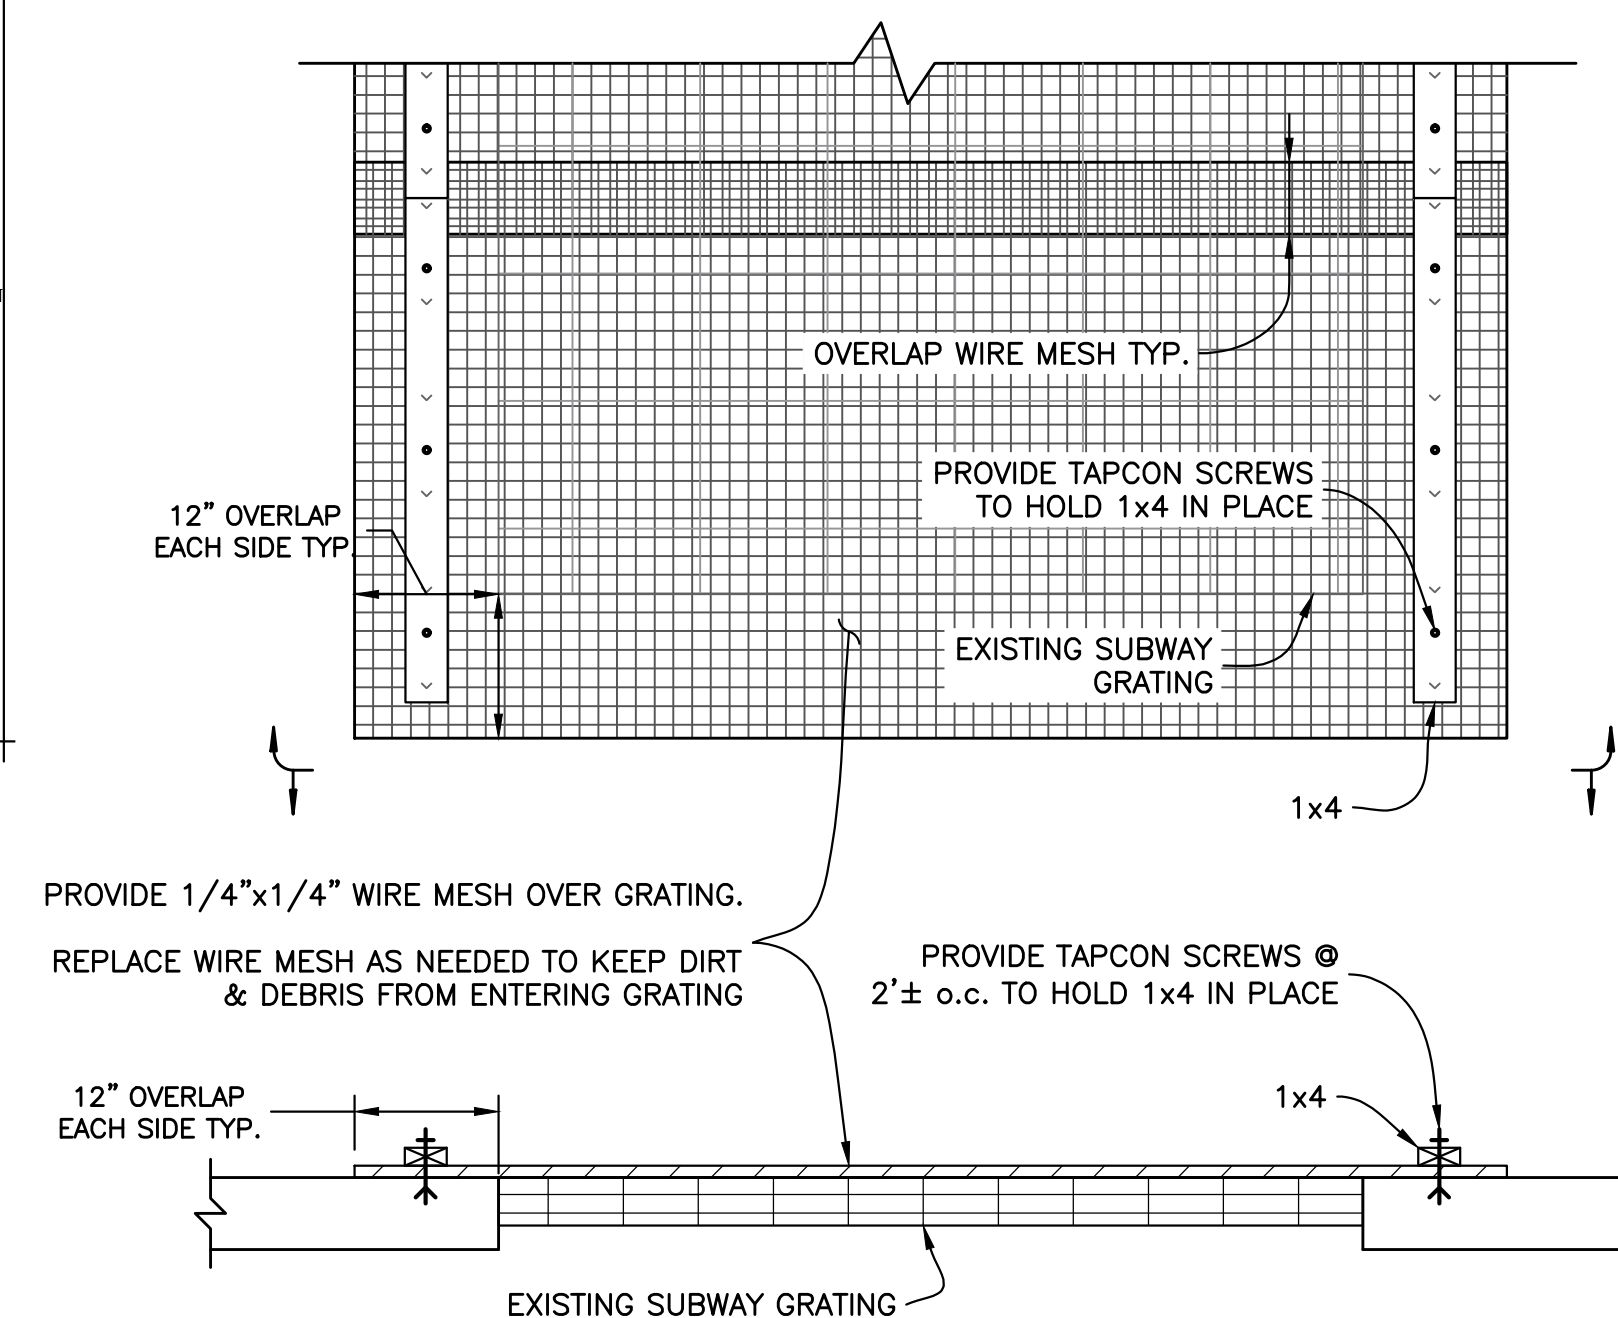 OVERLAP WIRE MESH TYP.
PROVIDE TAPCON SCREWS
TO HOLD 1x4 IN PLACE
12” OVERLAP
EACH SIDE TYP.
EXISTING SUBWAY
GRATING
1x4
PROVIDE 1/4”x1/4” WIRE MESH OVER GRATING.
REPLACE WIRE MESH AS NEEDED TO KEEP DIRT
& DEBRIS FROM ENTERING GRATING
PROVIDE TAPCON SCREWS @
2’± o.c. TO HOLD 1x4 IN PLACE
12” OVERLAP
EACH SIDE TYP.
1x4
EXISTING SUBWAY GRATING